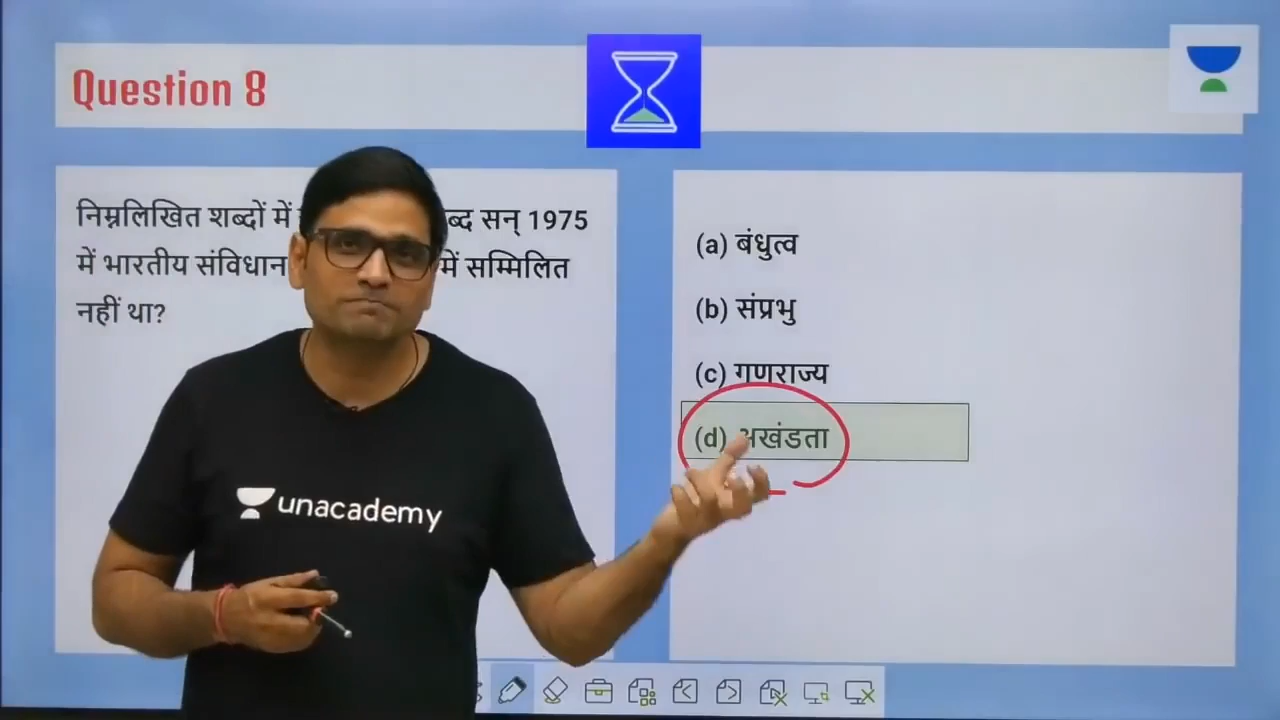 Question 8
निम्नलिखित शब्दों में ब्द सन् 1975
में भारतीय संविधान में सम्मिलित
नहीं था?
(a) बंधुत्व
(b) संप्रभु
(c) गणराज्य
(d) अखंडता
unacademy